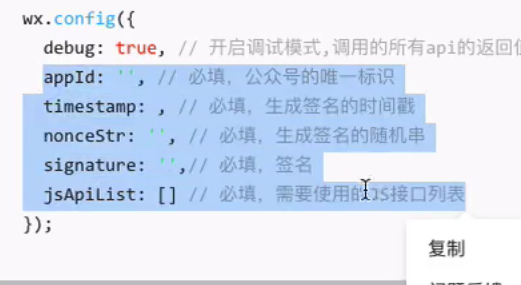 wx.config({
debug: true, // 开启调试模式,调用的所有api的返回
appId: '', // 必填，公众号的唯一标识
timestamp: , // 必填，生成签名的时间戳
nonceStr: '', // 必填，生成签名的随机串
signature: '',// 必填，签名
jsApiList: [] // 必填，需要使用的JS接口列表
});
复制